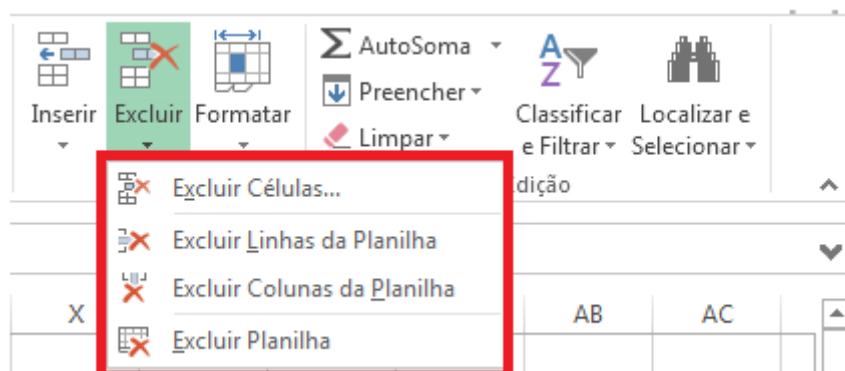 Inserir Excluir Formatar
AutoSoma
Preencher
Limpar
Classificar
e Filtrar
Localizar e
Selecionar
Excluir Células...
Excluir Linhas da Planilha
Excluir Colunas da Planilha
Excluir Planilha
dição
X AB AC